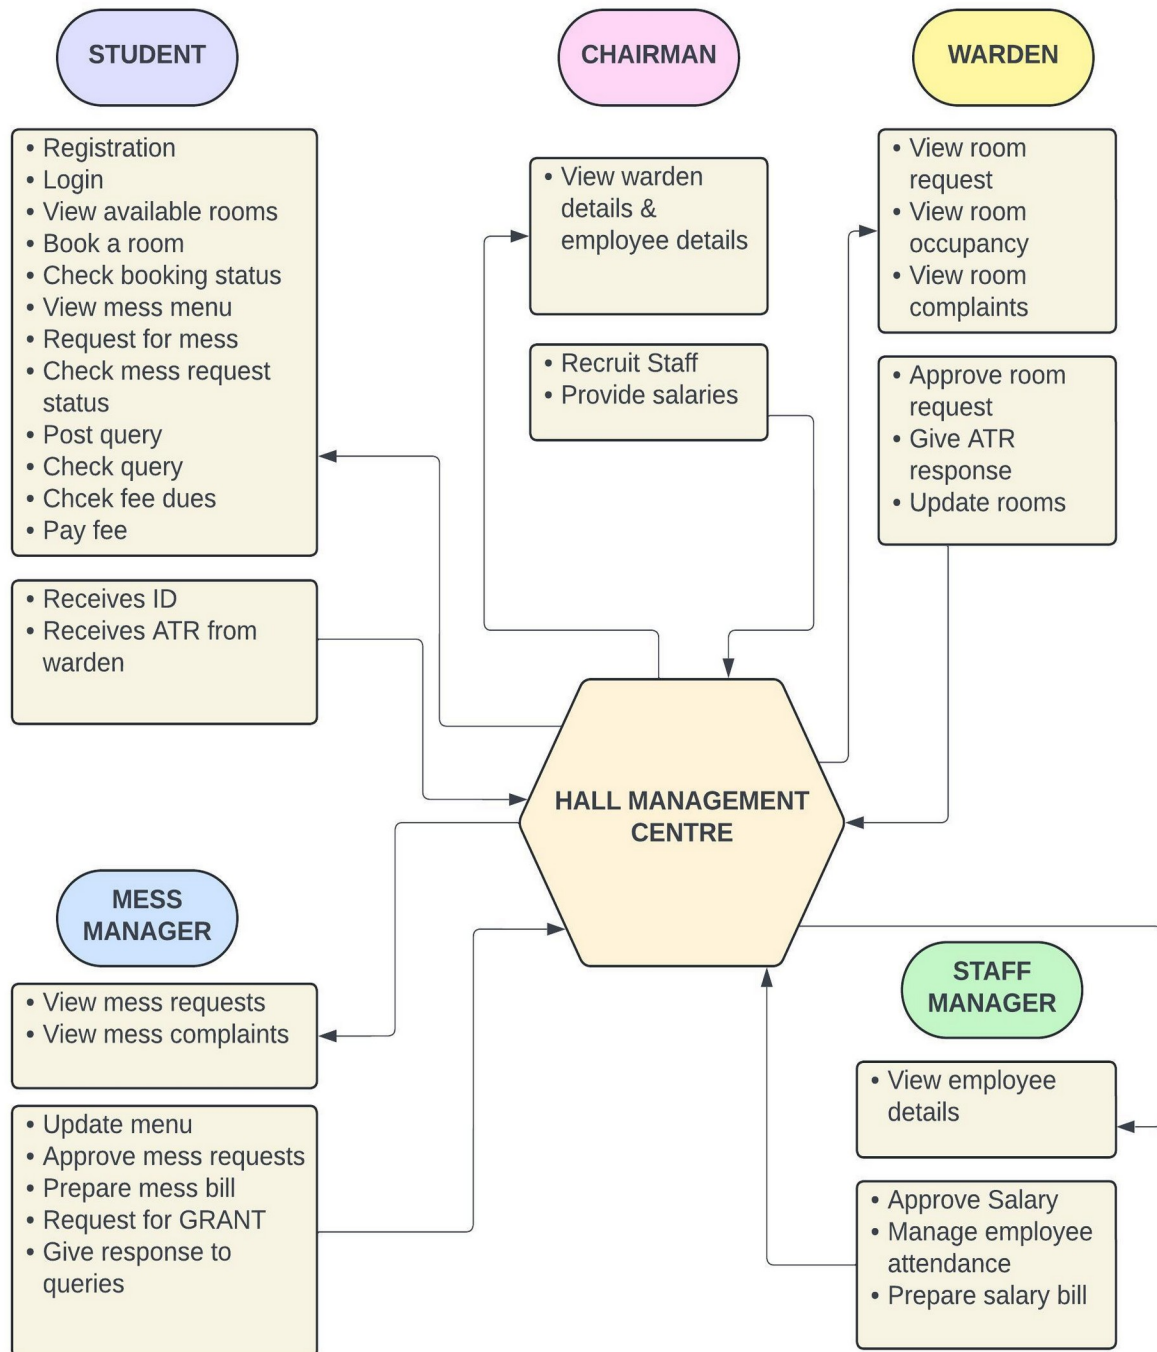 STUDENT
• Registration
• Login
• View available rooms
• Book a room
• Check booking status
• View mess menu
• Request for mess
• Check mess request
status
• Post query
• Check query
• Chcek fee dues
• Pay fee
• Receives ID
• Receives ATR from
warden
CHAIRMAN
• View warden
details &
employee details
• Recruit Staff
• Provide salaries
WARDEN
• View room
request
• View room
occupancy
• View room
complaints
• Approve room
request
• Give ATR
response
• Update rooms
HALL MANAGEMENT
CENTRE
MESS
MANAGER
• View mess requests
• View mess complaints
• Update menu
• Approve mess requests
• Prepare mess bill
• Request for GRANT
• Give response to
queries
STAFF
MANAGER
• View employee
details
• Approve Salary
• Manage employee
attendance
• Prepare salary bill